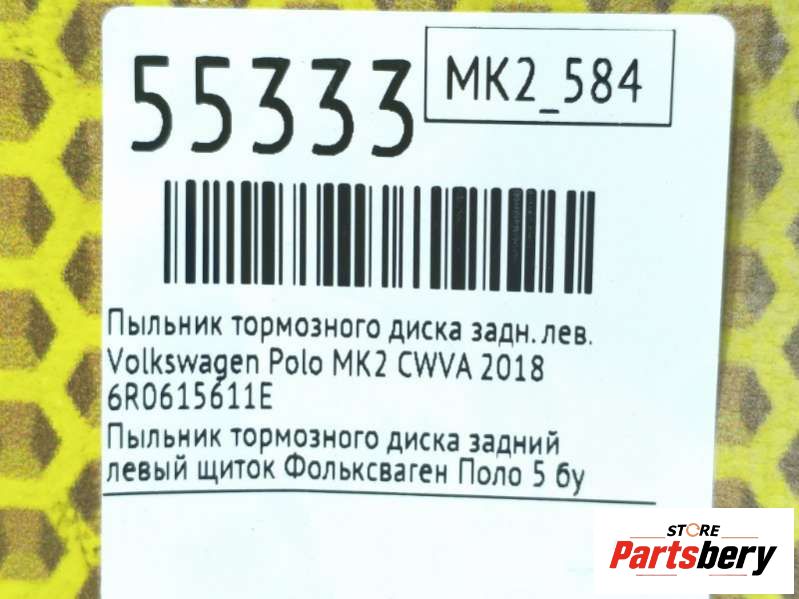 55333
MK2_584
Пыльник тормозного диска задн. лев.
Volkswagen Polo MK2 CWVA 2018
6R0615611E
Пыльник тормозного диска задний
левый щиток Фольксваген Поло 5 бу
STORE
Partsbery